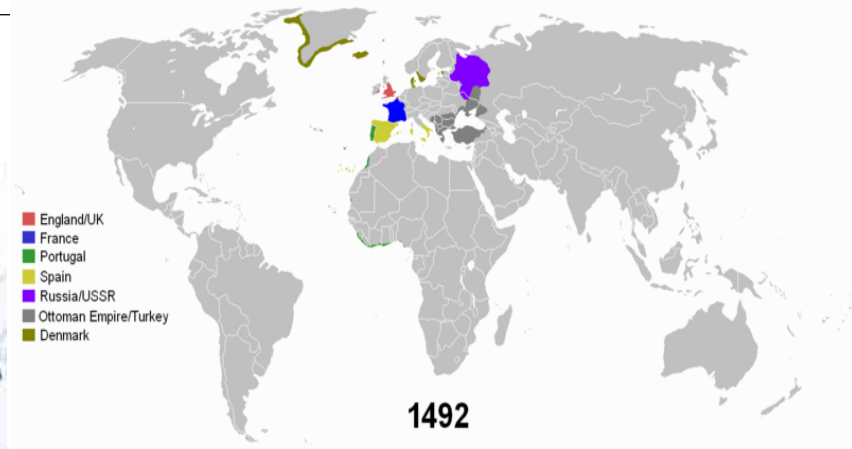 England/UK
France
Portugal
Spain
Russia/USSR
Ottoman Empire/Turkey
Denmark
1492